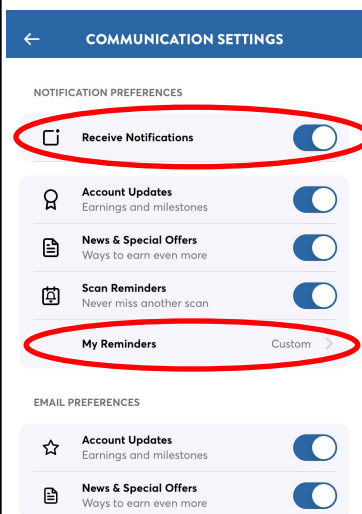 COMMUNICATION SETTINGS
NOTIFICATION PREFERENCES
Receive Notifications
Account Updates
Earnings and milestones
News & Special Offers
Ways to earn even more
Scan Reminders
Never miss another scan
My Reminders Custom
EMAIL PREFERENCES
Account Updates
Earnings and milestones
News & Special Offers
Ways to earn even more